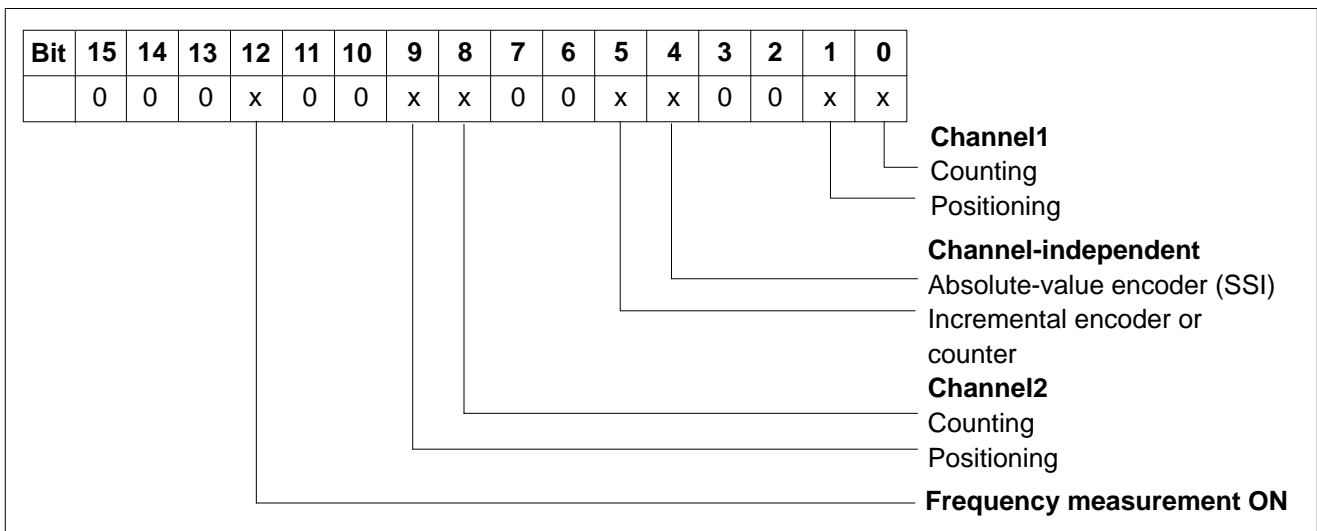 Bit 15 14 13 12 11 10 9 8 7 6 5 4 3 2 1 0
0 0 0 x 0 0 x x 0 0 x x 0 0 x x
Channel1
Counting
Positioning
Channel-independent
Absolute-value encoder (SSI)
Incremental encoder or
counter
Channel2
Counting
Positioning
Frequency measurement ON